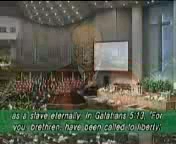 as a slave eternally. In Galatians 5:13, "For
you, brethren, have been called to liberty;